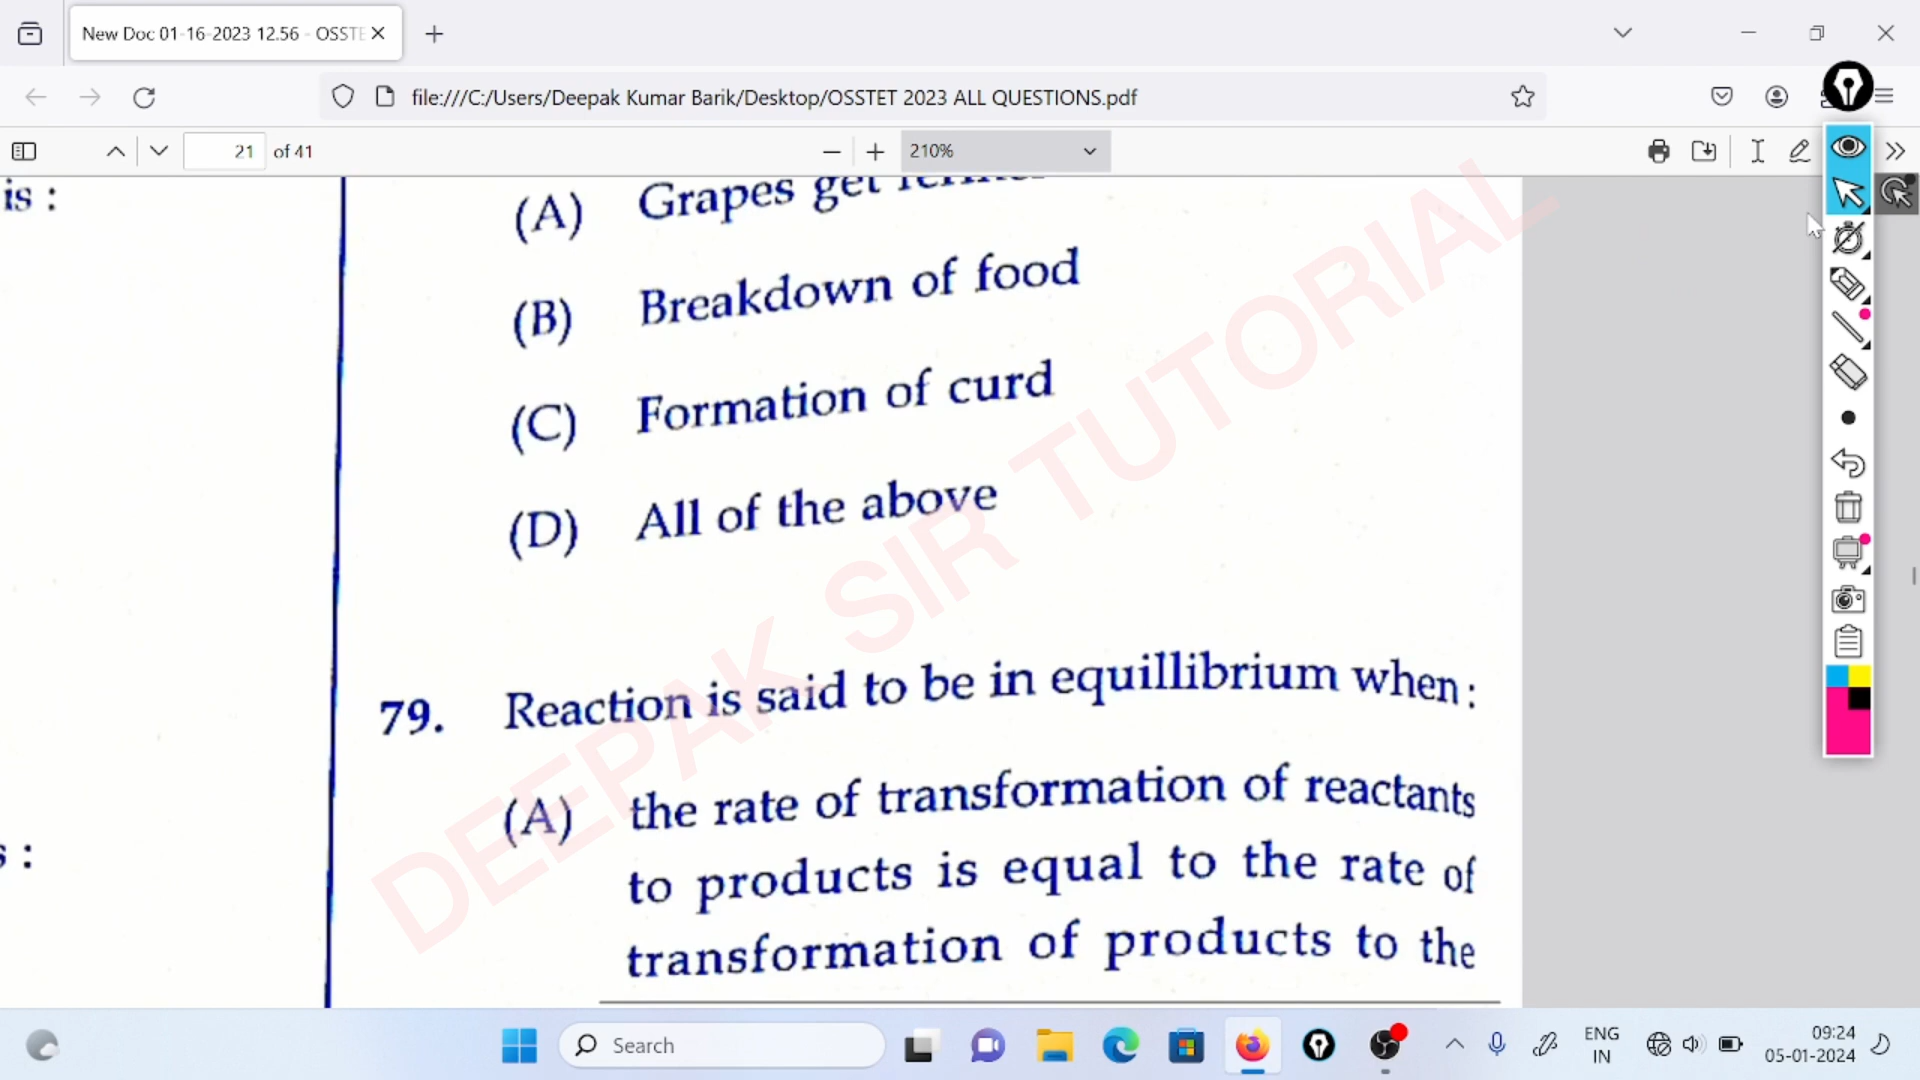 New Doc 01-16-2023 12.56 - OSSTE
file:///C:/Users/Deepak Kumar Barik/Desktop/OSSTET 2023 ALL QUESTIONS.pdf
21 of 41
210%
is :
(A) Grapes get
(B) Breakdown of food
(C) Formation of curd
(D) All of the above
79. Reaction is said to be in equillibrium when :
(A) the rate of transformation of reactants
to products is equal to the rate of
transformation of products to the
s :
DEEPAK SIR TUTORIAL
Search
ENG
IN
09:24
05-01-2024